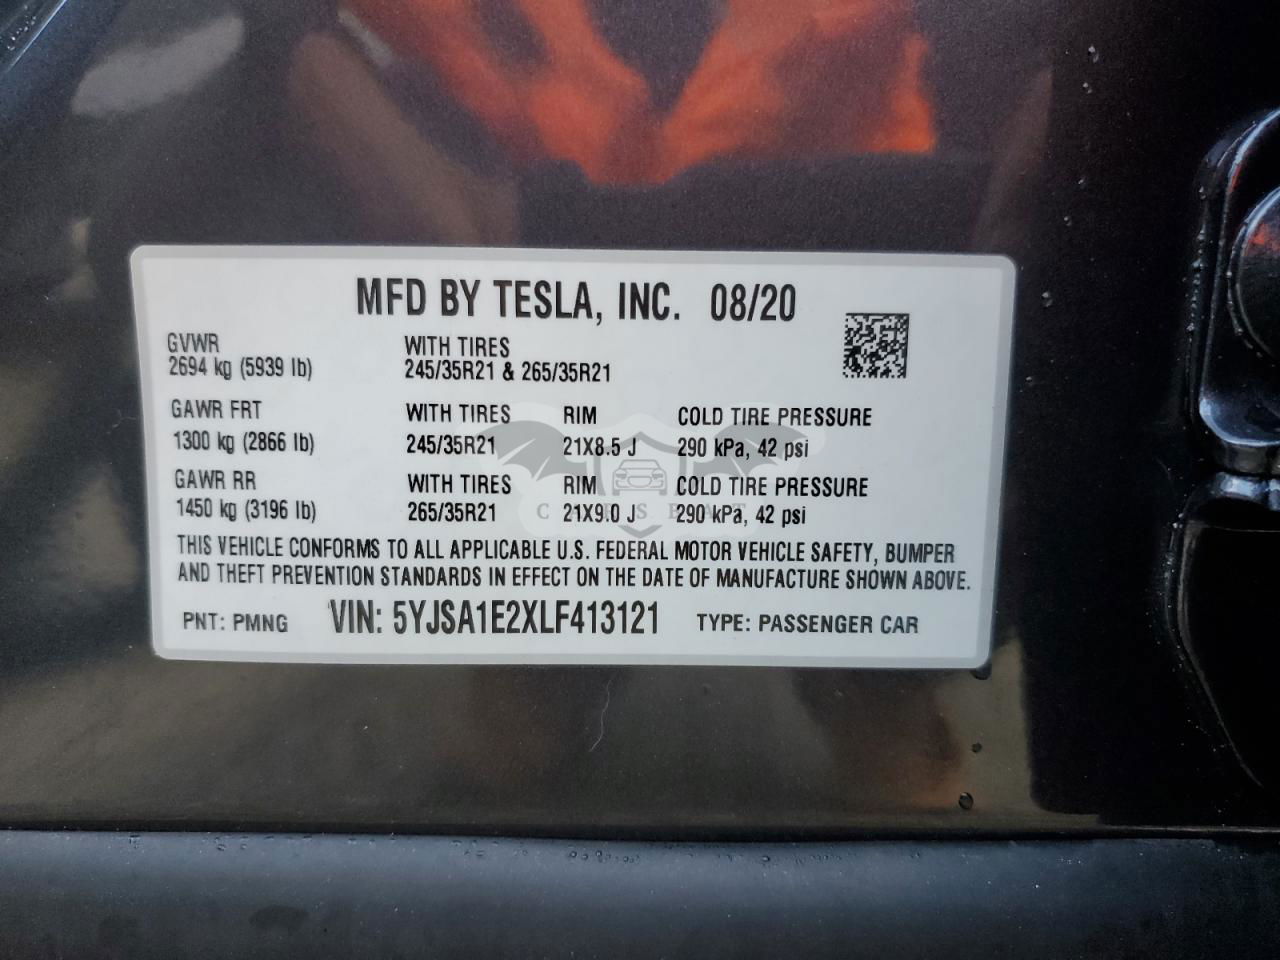 MFD BY TESLA, INC. 08/20
GVWR
2694 kg (5939 lb)
WITH TIRES
245/35R21 & 265/35R21
GAWR FRT WITH TIRES RIM COLD TIRE PRESSURE
1300 kg (2866 lb) 245/35R21 21X8.5 J 290 kPa, 42 psi
GAWR RR WITH TIRES RIM COLD TIRE PRESSURE
1450 kg (3196 lb) 265/35R21 21X9.0 J 290 kPa, 42 psi
THIS VEHICLE CONFORMS TO ALL APPLICABLE U.S. FEDERAL MOTOR VEHICLE SAFETY, BUMPER
AND THEFT PREVENTION STANDARDS IN EFFECT ON THE DATE OF MANUFACTURE SHOWN ABOVE.
PNT: PMNG VIN: 5YJSA1E2XLF413121 TYPE: PASSENGER CAR